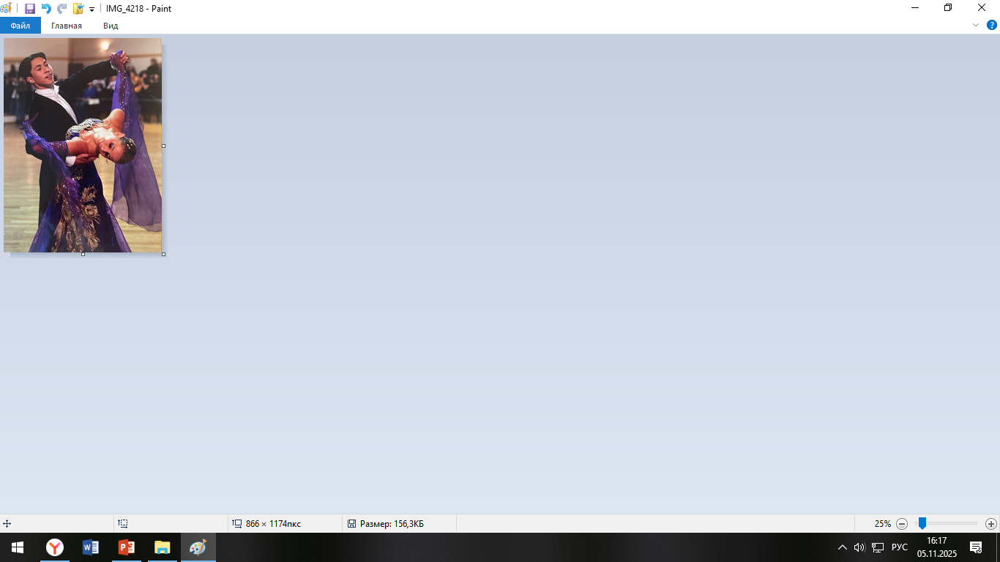 IMG_4218 - Paint
Файл Главная Вид
866 × 1174пкс Размер: 156,3КБ 25%
РУС 16:17
05.11.2025